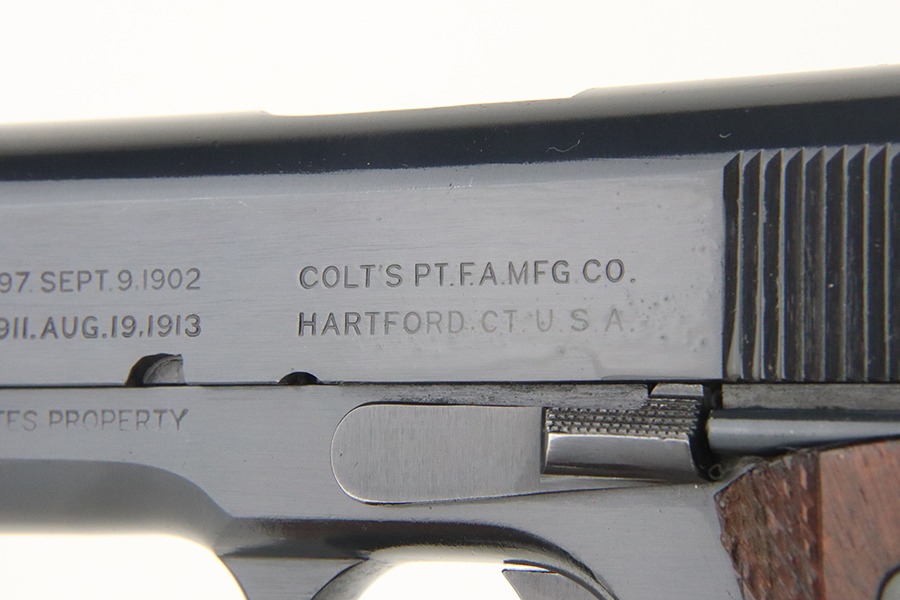 97. SEPT.9.1902
911. AUG.19,1913
COLT'S PT.F.A.MFG.CO.
HARTFORD.CT.U.S.A.
TES PROPERTY